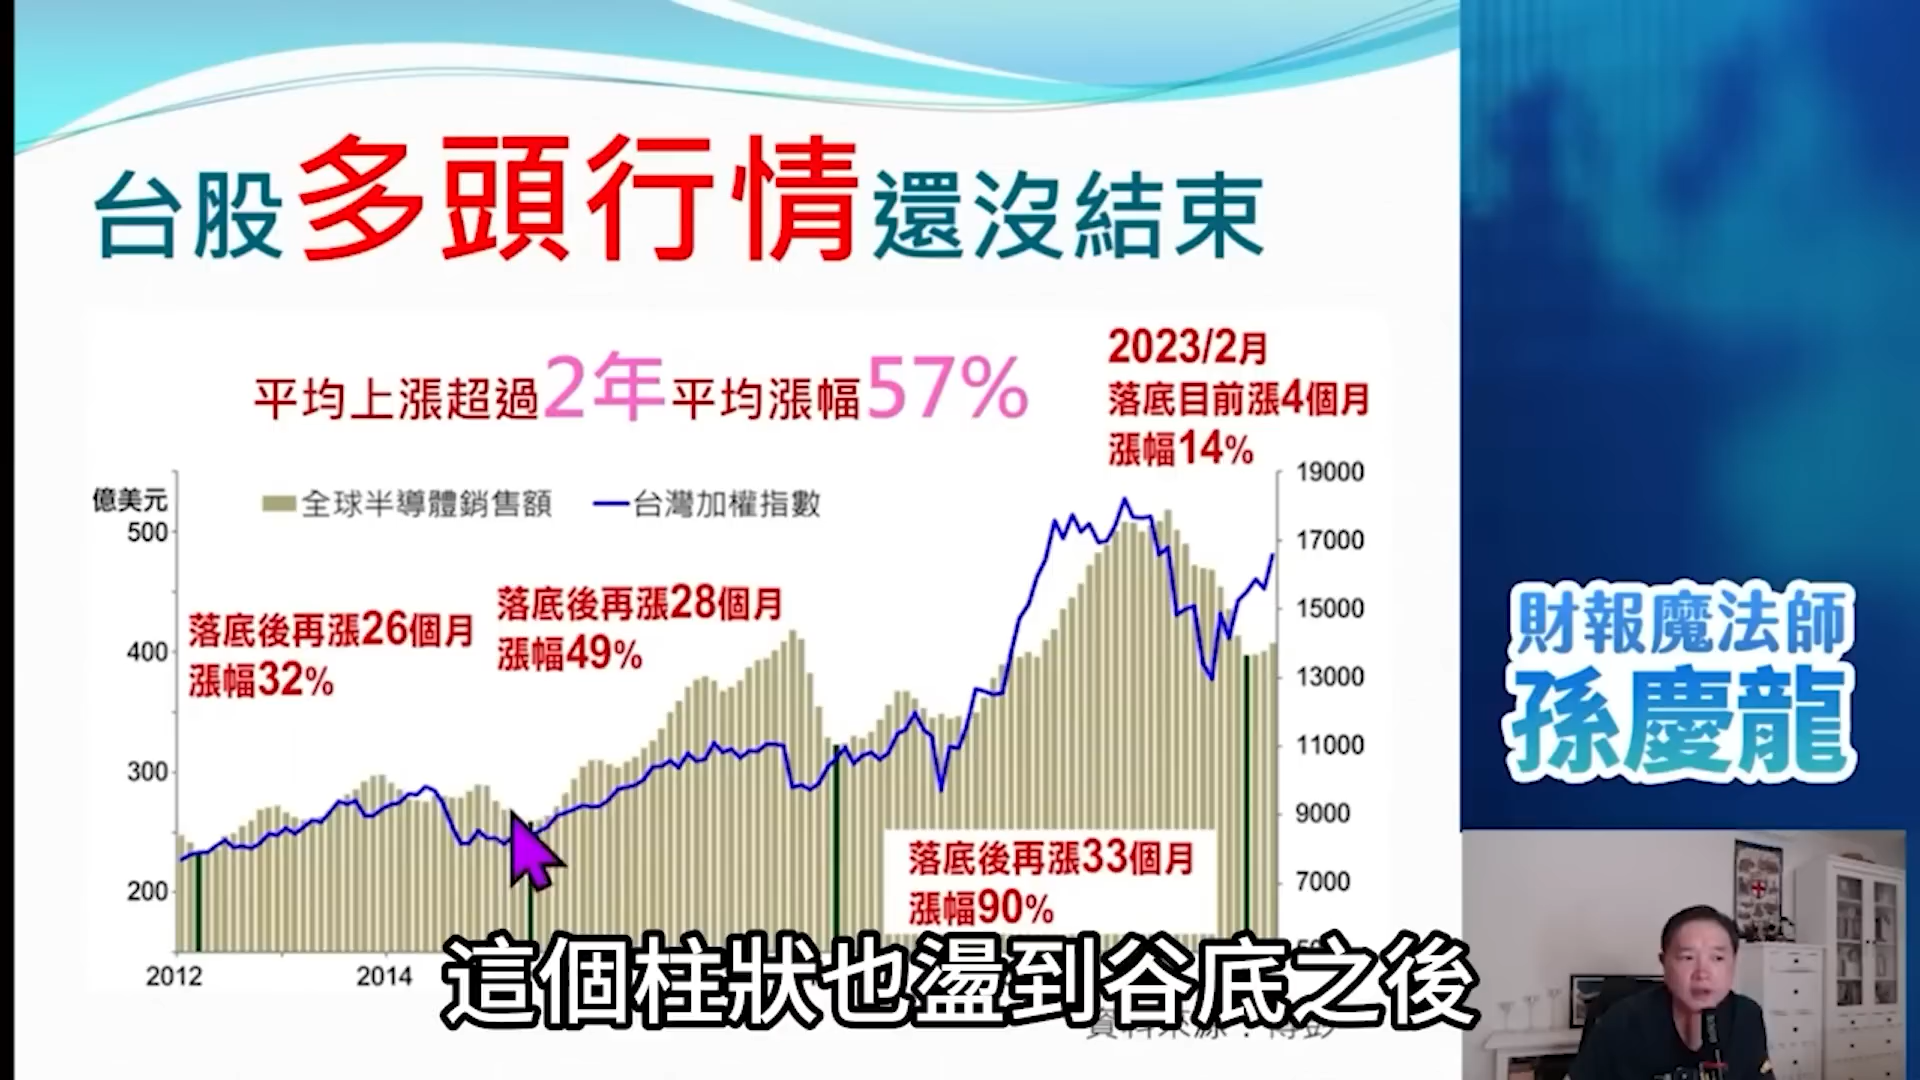 台股多頭行情還沒結束
平均上漲超過2年平均漲幅57%
2023/2月
落底目前漲4個月
漲幅14%
億美元
全球半導體銷售額
台灣加權指數
500
400
300
200
19000
17000
15000
13000
11000
9000
7000
落底後再漲26個月
漲幅32%
落底後再漲28個月
漲幅49%
落底後再漲33個月
漲幅90%
2012
2014
這個柱狀也盪到谷底之後
財報魔法師
孫慶龍